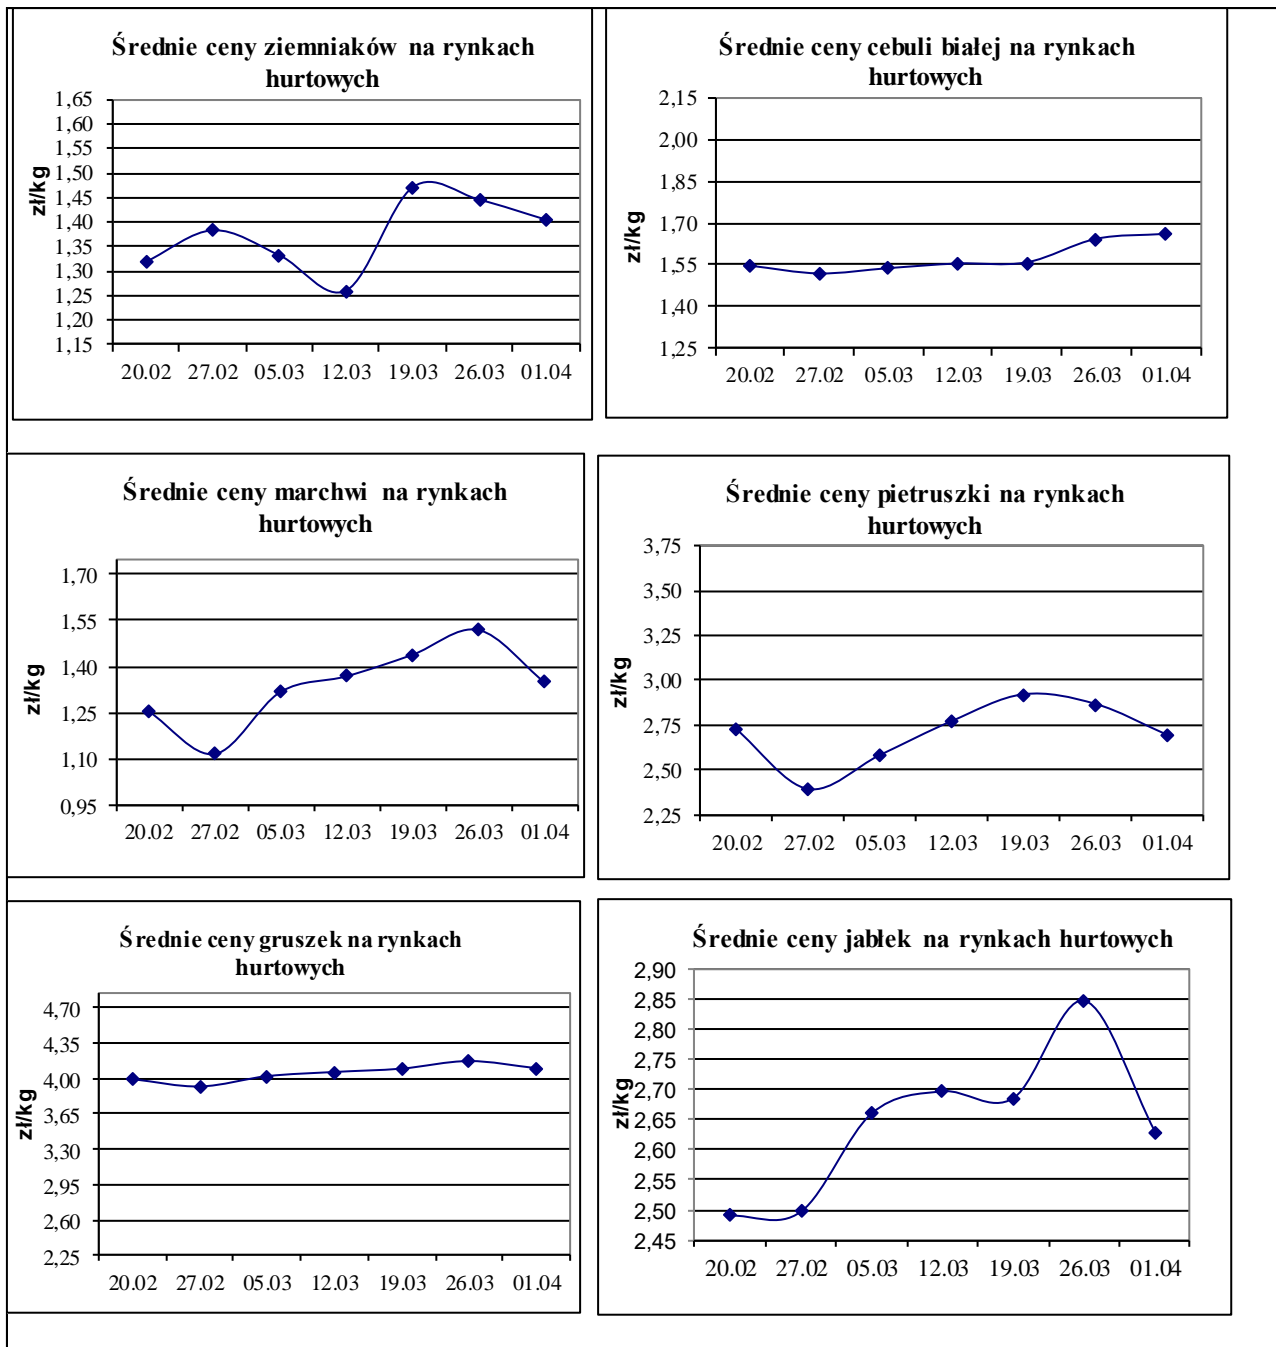 Średnie ceny ziemniaków na rynkach
hurtowych
zł/kg
1,65
1,60
1,55
1,50
1,45
1,40
1,35
1,30
1,25
1,20
1,15
20.02 27.02 05.03 12.03 19.03 26.03 01.04
Średnie ceny cebuli białej na rynkach
hurtowych
zł/kg
2,15
2,00
1,85
1,70
1,55
1,40
1,25
20.02 27.02 05.03 12.03 19.03 26.03 01.04
Średnie ceny marchwi na rynkach
hurtowych
zł/kg
1,70
1,55
1,40
1,25
1,10
0,95
20.02 27.02 05.03 12.03 19.03 26.03 01.04
Średnie ceny pietruszki na rynkach
hurtowych
zł/kg
3,75
3,50
3,25
3,00
2,75
2,50
2,25
20.02 27.02 05.03 12.03 19.03 26.03 01.04
Średnie ceny gruszek na rynkach
hurtowych
zł/kg
4,70
4,35
4,00
3,65
3,30
2,95
2,60
2,25
20.02 27.02 05.03 12.03 19.03 26.03 01.04
Średnie ceny jabłek na rynkach hurtowych
zł/kg
2,90
2,85
2,80
2,75
2,70
2,65
2,60
2,55
2,50
2,45
20.02 27.02 05.03 12.03 19.03 26.03 01.04